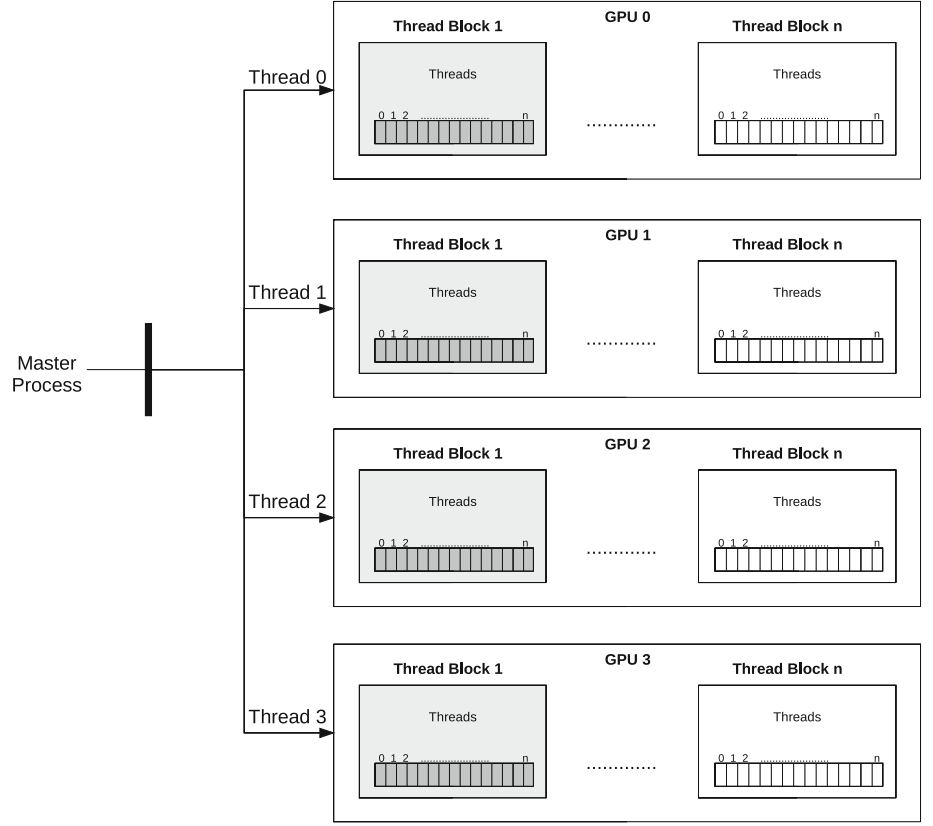 GPU 0
Thread Block 1 Thread Block n
Thread 0
Threads Threads
0 1 2 ...................... n 0 1 2 ...................... n
.............
GPU 1
Thread Block 1 Thread Block n
Thread 1
Threads Threads
0 1 2 ...................... n 0 1 2 ...................... n
.............
Master
Process
GPU 2
Thread Block 1 Thread Block n
Thread 2
Threads Threads
0 1 2 ...................... n 0 1 2 ...................... n
.............
GPU 3
Thread Block 1 Thread Block n
Thread 3
Threads Threads
0 1 2 ...................... n 0 1 2 ...................... n
.............